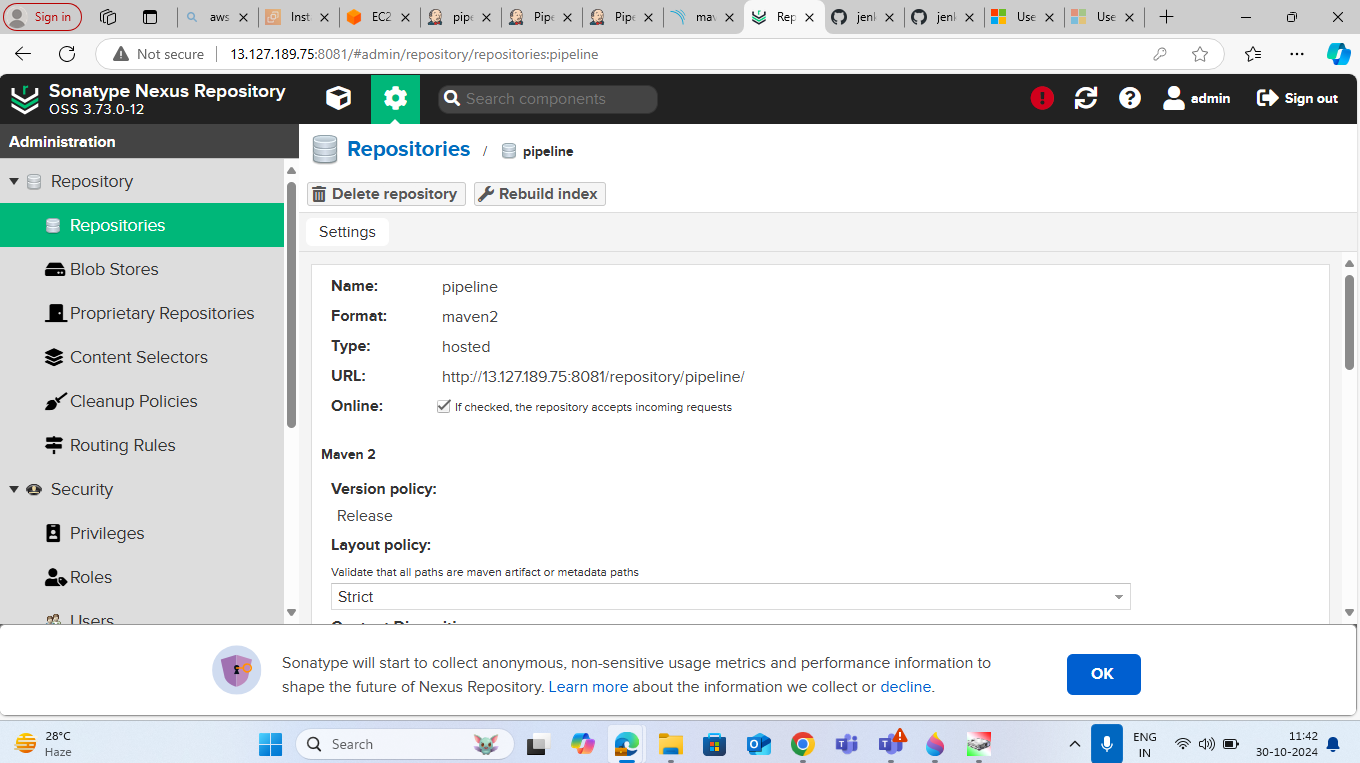 Sign in
aws
Inst
EC2
pipe
Pipe
Pipe
Rep
jenk
jenk
Use
Use
Not secure
13.127.189.75:8081/#admin/repository/repositories:pipeline
Sonatype Nexus Repository
OSS 3.73.0-12
Search components
admin
Sign out
Administration
Repository
Repositories
Blob Stores
Proprietary Repositories
Content Selectors
Cleanup Policies
Routing Rules
Security
Privileges
Roles
Users
Repositories / pipeline
Delete repository
Rebuild index
Settings
Name: pipeline
Format: maven2
Type: hosted
URL: http://13.127.189.75:8081/repository/pipeline/
Online: If checked, the repository accepts incoming requests
Maven 2
Version policy:
Release
Layout policy:
Validate that all paths are maven artifact or metadata paths
Strict
Sonatype will start to collect anonymous, non-sensitive usage metrics and performance information to
shape the future of Nexus Repository. Learn more about the information we collect or decline.
OK
28°C
Haze
Search
ENG
IN
11:42
30-10-2024